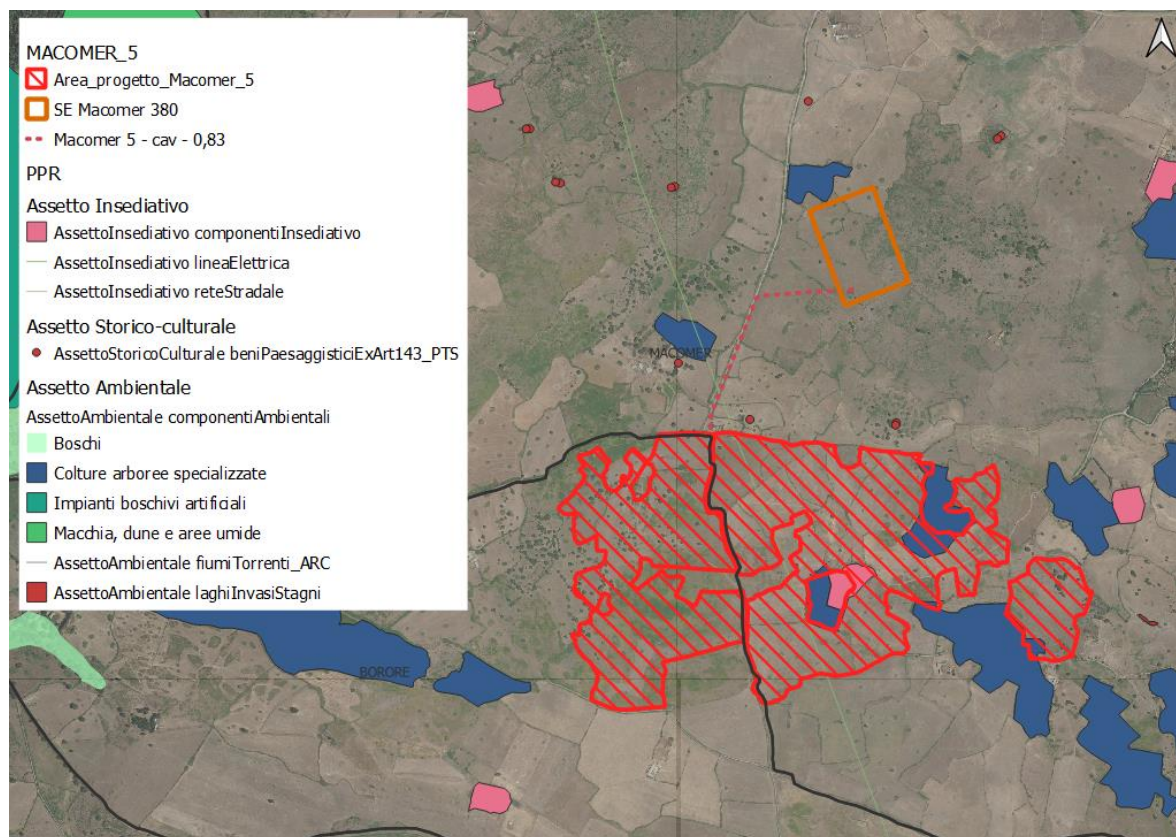 MACOMER_5
Area_progetto_Macomer_5
SE Macomer 380
Macomer 5 - cav - 0,83
PPR
Assetto Insediativo
AssettoInsediativo componentiInsediativo
AssettoInsediativo lineaElettrica
AssettoInsediativo reteStradale
Assetto Storico-culturale
AssettoStoricoCulturale beniPaesaggisticiExArt143_PTS
Assetto Ambientale
AssettoAmbientale componentiAmbientali
Boschi
Colture arboree specializzate
Impianti boschivi artificiali
Macchia, dune e aree umide
AssettoAmbientale fiumiTorrenti_ARC
AssettoAmbientale laghiInvasiStagni
MACOMER
BORORE